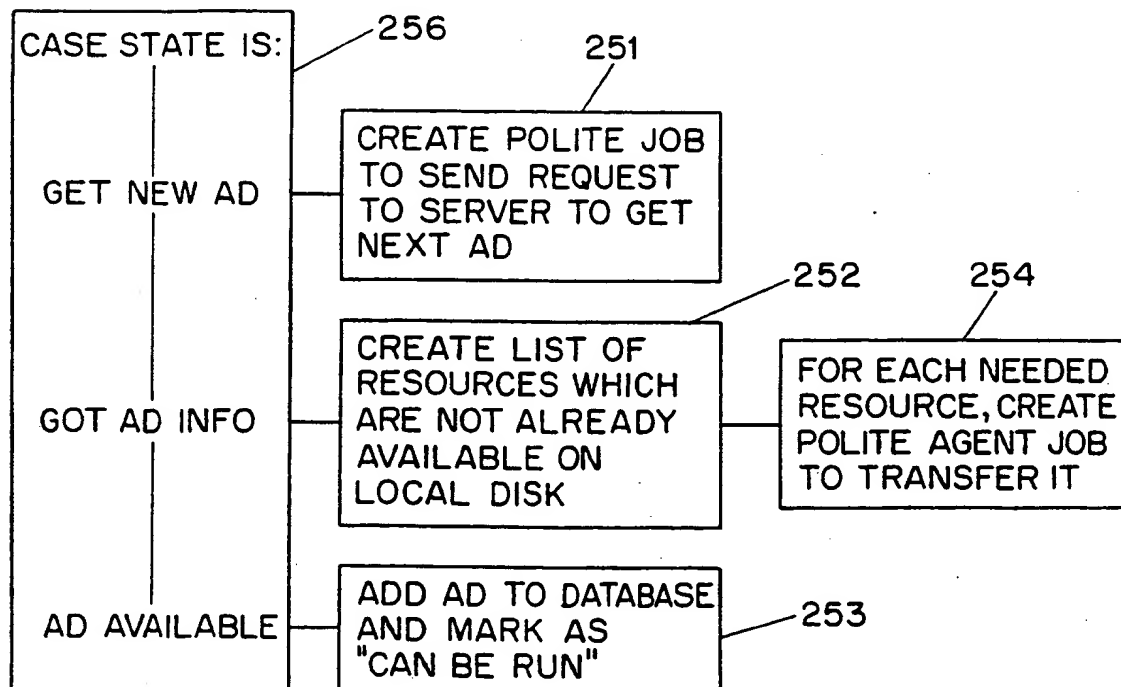 CASE STATE IS:
256
251
CREATE POLITE JOB
TO SEND REQUEST
TO SERVER TO GET
NEXT AD
GET NEW AD
252
254
CREATE LIST OF
RESOURCES WHICH
ARE NOT ALREADY
AVAILABLE ON
LOCAL DISK
FOR EACH NEEDED
RESOURCE, CREATE
POLITE AGENT JOB
TO TRANSFER IT
GOT AD INFO
ADD AD TO DATABASE
AND MARK AS
"CAN BE RUN"
253
AD AVAILABLE